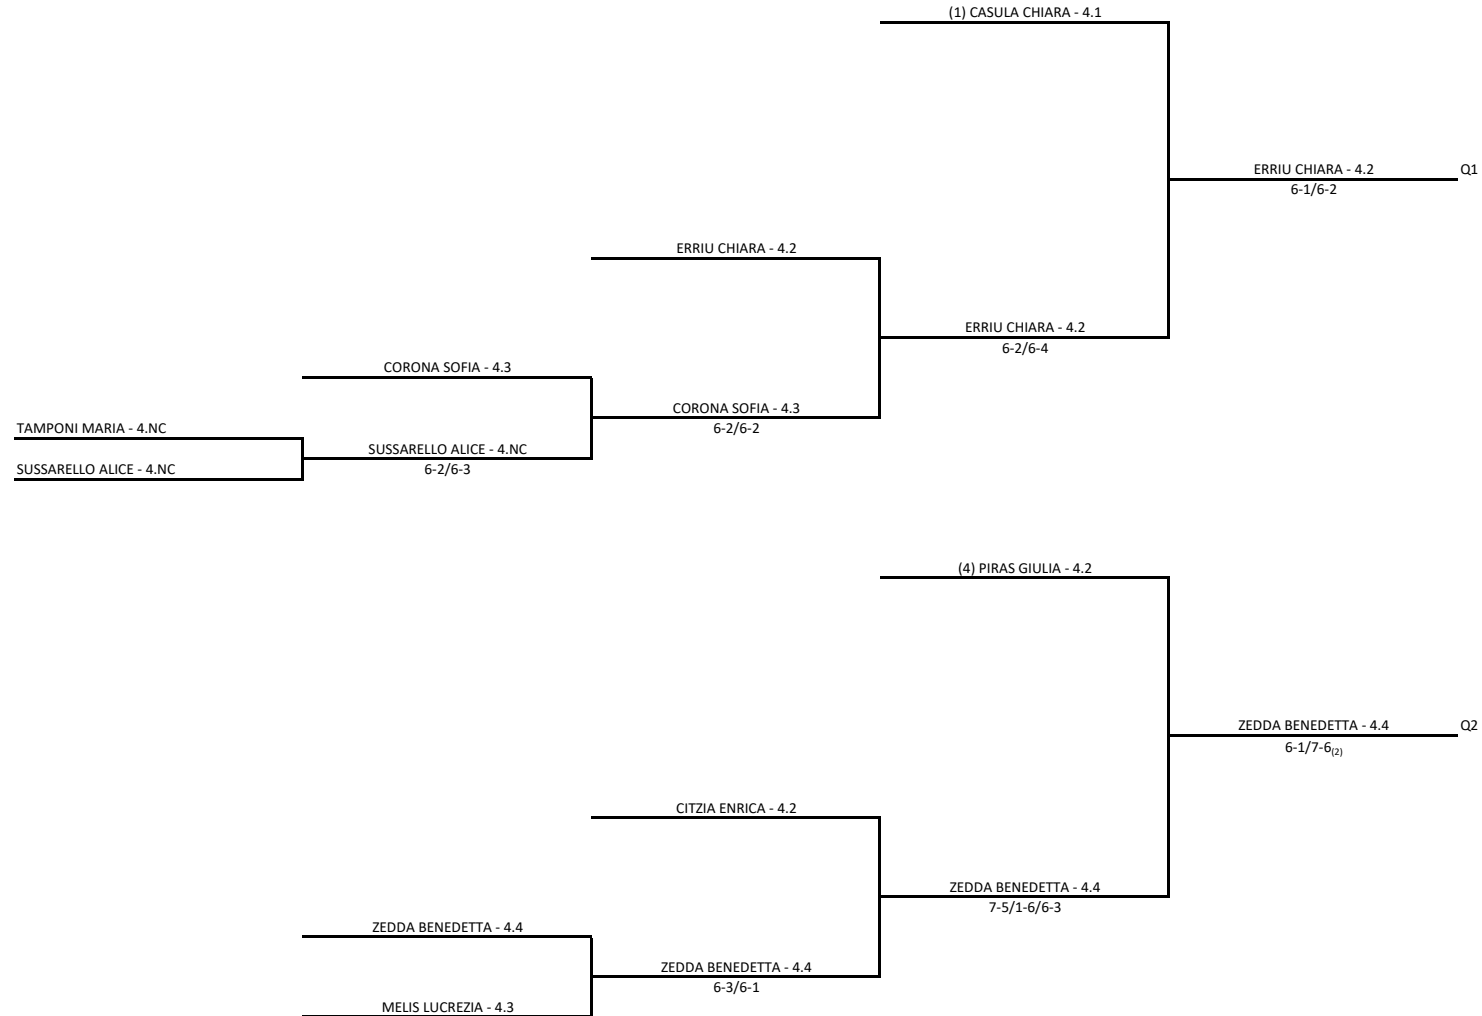 (1) CASULA CHIARA - 4.1
ERRIU CHIARA - 4.2
Q1
6-1/6-2
ERRIU CHIARA - 4.2
ERRIU CHIARA - 4.2
6-2/6-4
CORONA SOFIA - 4.3
CORONA SOFIA - 4.3
6-2/6-2
TAMPONI MARIA - 4.NC
SUSSARELLO ALICE - 4.NC
6-2/6-3
SUSSARELLO ALICE - 4.NC
(4) PIRAS GIULIA - 4.2
ZEDDA BENEDETTA - 4.4
Q2
6-1/7-6(2)
CITZIA ENRICA - 4.2
ZEDDA BENEDETTA - 4.4
7-5/1-6/6-3
ZEDDA BENEDETTA - 4.4
ZEDDA BENEDETTA - 4.4
6-3/6-1
MELIS LUCREZIA - 4.3